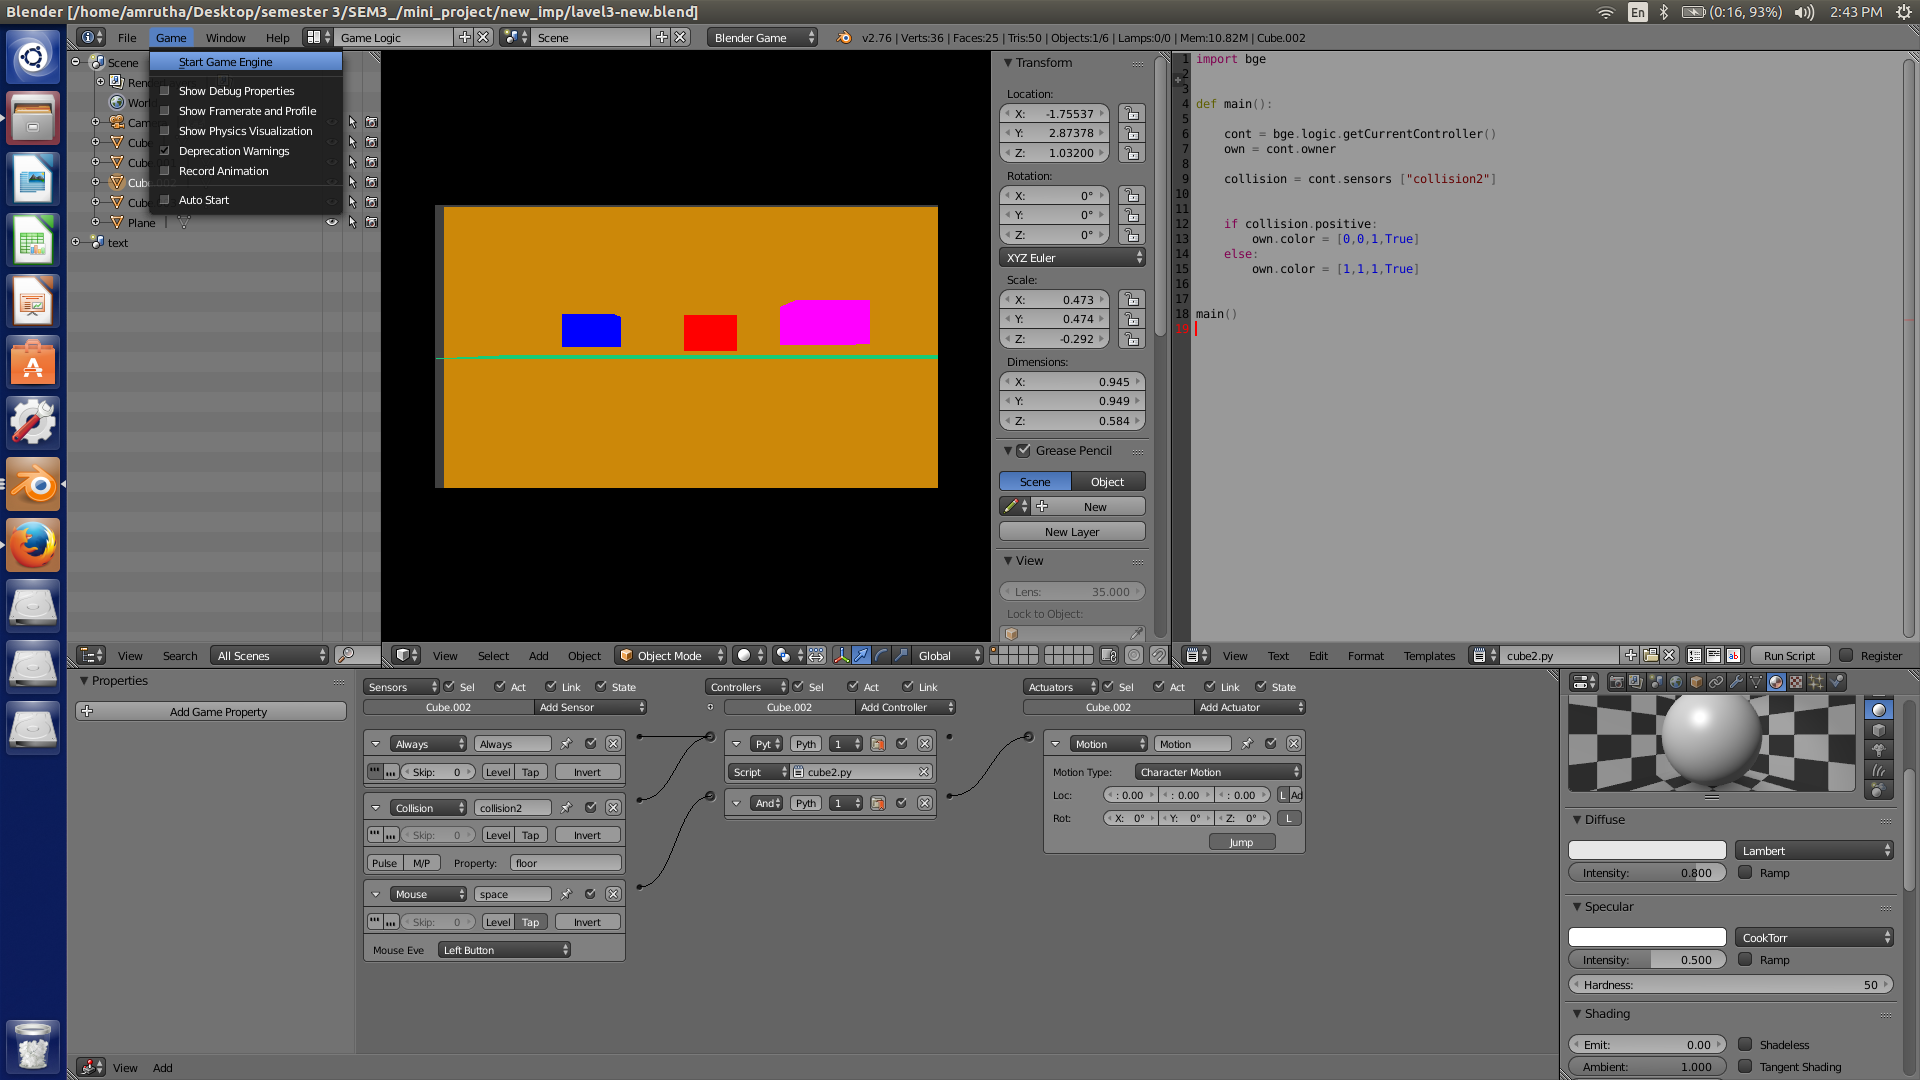 Blender [/home/amrutha/Desktop/semester 3/SEM3_/mini_project/new_imp/lavel3-new.blend]
En (0:16, 93%) 2:43 PM
File Game Window Help Game Logic Scene Blender Game v2.76 | Verts:36 | Faces:25 | Tris:50 | Objects:1/6 | Lamps:0/0 | Mem:10.82M | Cube.002
Start Game Engine
Show Debug Properties
Show Framerate and Profile
Show Physics Visualization
Deprecation Warnings
Record Animation
Auto Start
Scene
Plane
text
View Search All Scenes
Transform
Location:
X: -1.75537
Y: 2.87378
Z: 1.03200
Rotation:
X: 0°
Y: 0°
Z: 0°
XYZ Euler
Scale:
X: 0.473
Y: 0.474
Z: -0.292
Dimensions:
X: 0.945
Y: 0.949
Z: 0.584
Grease Pencil
Scene Object
New
New Layer
View
Lens: 35.000
Lock to Object:
View Select Add Object Object Mode Global
1 import bge
2
3
4 def main():
5
6 cont = bge.logic.getCurrentController()
7 own = cont.owner
8
9 collision = cont.sensors ["collision2"]
10
11
12 if collision.positive:
13 own.color = [0,0,1,True]
14 else:
15 own.color = [1,1,1,True]
16
17
18 main()
19
View Text Edit Format Templates cube2.py Run Script Register
Properties
Add Game Property
Sensors Sel Act Link State
Cube.002 Add Sensor
Always Always
Skip: 0 Level Tap Invert
Collision collision2
Skip: 0 Level Tap Invert
Pulse M/P Property: floor
Mouse space
Skip: 0 Level Tap Invert
Mouse Eve Left Button
Controllers Sel Act Link
Cube.002 Add Controller
Pyt Pyth 1
Script cube2.py
And Pyth 1
Actuators Sel Act Link State
Cube.002 Add Actuator
Motion Motion
Motion Type: Character Motion
Loc: : 0.00 : 0.00 : 0.00 L Ad
Rot: X: 0° Y: 0° Z: 0° L
Jump
Diffuse
Lambert
Intensity: 0.800 Ramp
Specular
CookTorr
Intensity: 0.500 Ramp
Hardness: 50
Shading
Emit: 0.00 Shadeless
Ambient: 1.000 Tangent Shading
View Add